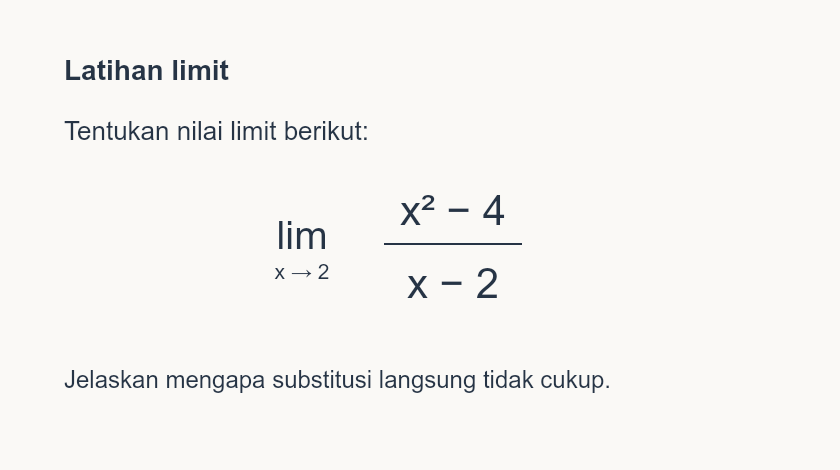 Latihan limit
Tentukan nilai limit berikut:
x² − 4
lim
x → 2
x − 2
Jelaskan mengapa substitusi langsung tidak cukup.